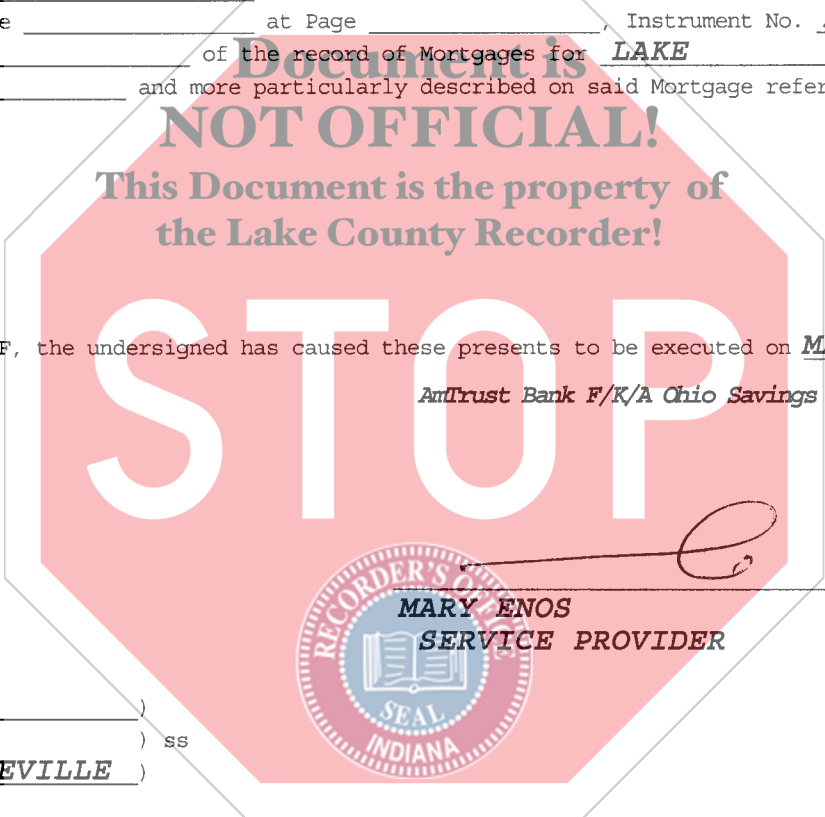 e at Page , Instrument No.
of the record of Mortgages for LAKE
Document is
and more particularly described on said Mortgage refer
NOT OFFICIAL!
This Document is the property of
the Lake County Recorder!
STOP
F, the undersigned has caused these presents to be executed on
AmTrust Bank F/K/A Ohio Savings
MARY ENOS
SERVICE PROVIDER
RECORDER'S OFFICE
SEAL
INDIANA
)
) ss
EVILLE )